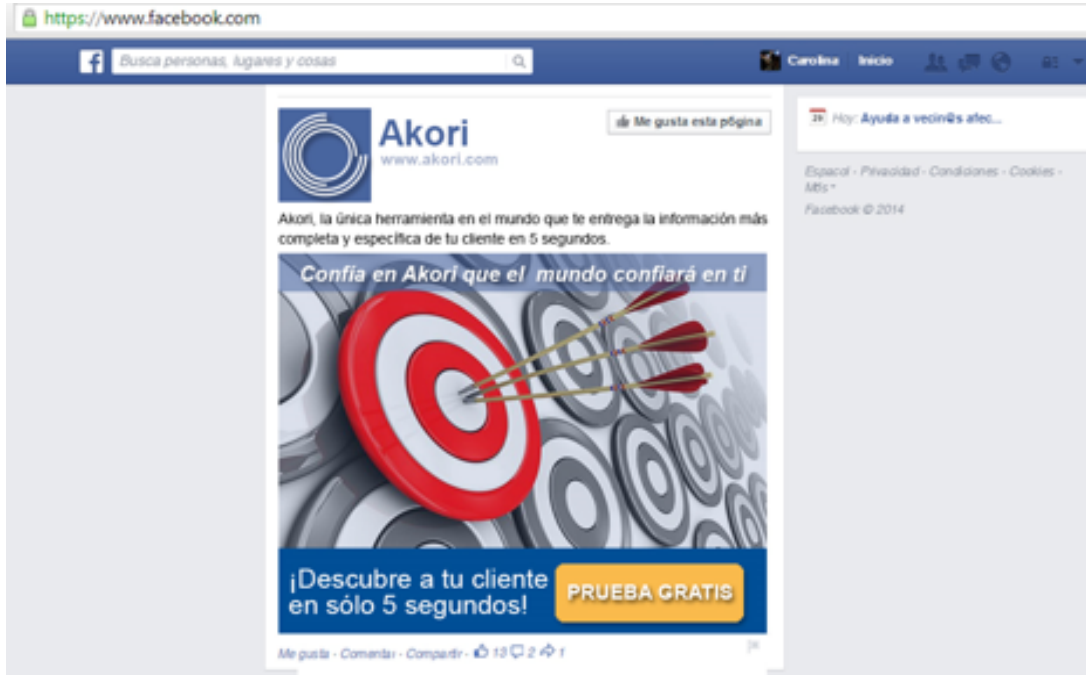 https://www.facebook.com
Busca personas, lugares y cosas
Carolina Inicio
Akori
www.akori.com
Me gusta esta p6gina
Akori, la única herramienta en el mundo que te entrega la información más
completa y específica de tu cliente en 5 segundos.
Confía en Akori que el mundo confiará en ti
¡Descubre a tu cliente
en sólo 5 segundos!
PRUEBA GRATIS
Me gusta - Comentar - Compartir - 13 2 1
Hoy: Ayuda a vecin@s afec...
Espacol - Privacidad - Condiciones - Cookies -
M6s
Facebook © 2014